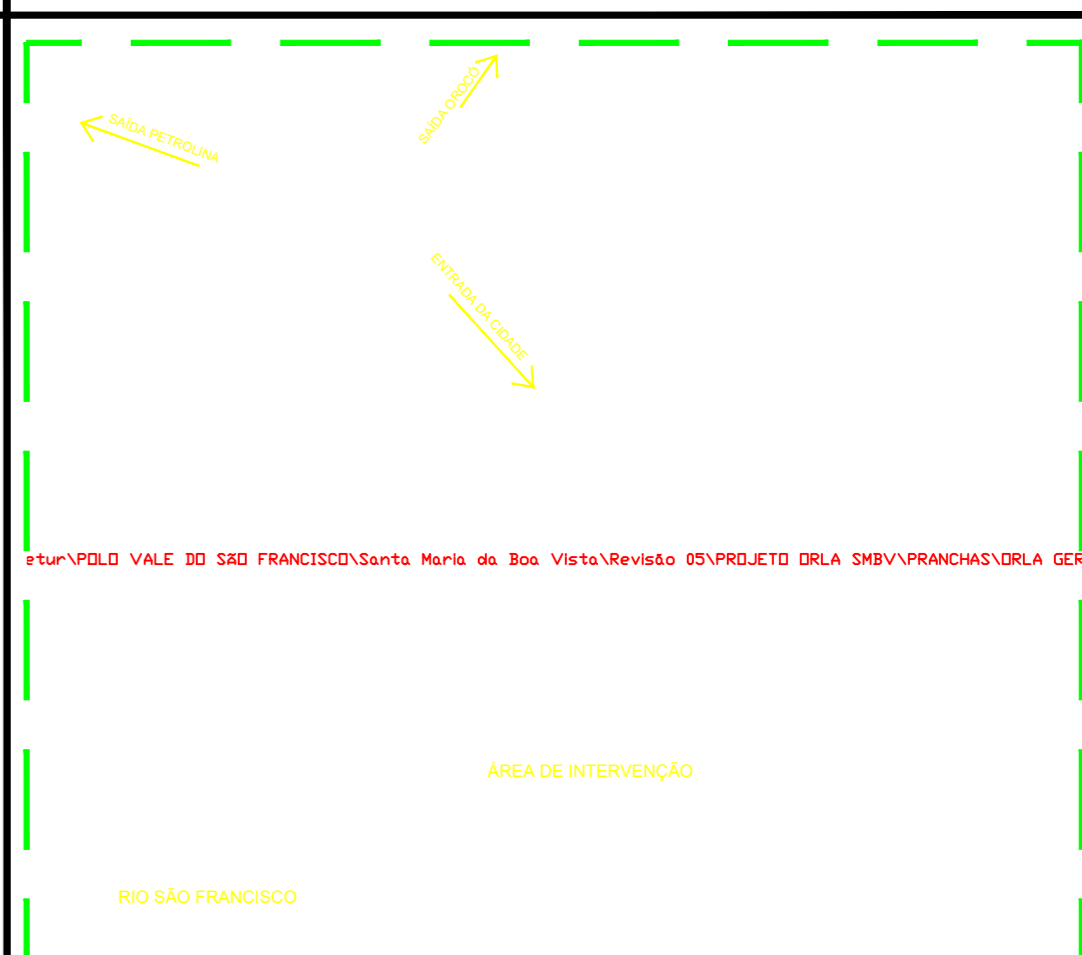 SAÍDA OROCÓ
SAÍDA PETROLINA
ENTRADA DA CIDADE
etur\POLO VALE DO SãO FRANCISCO\Santa Maria da Boa Vista\Revisão 05\PROJETO ORLA SMBV\PRANCHAS\ORLA GER
ÁREA DE INTERVENÇÃO
RIO SÃO FRANCISCO